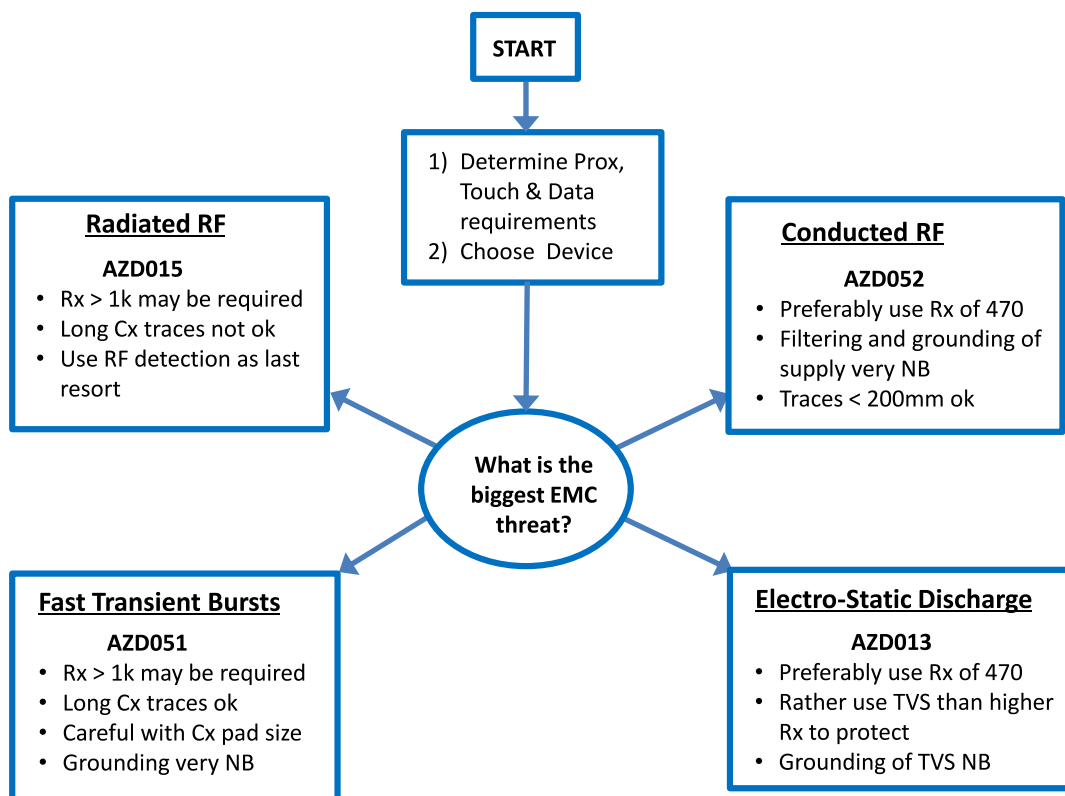 START
1) Determine Prox,
Touch & Data
requirements
2) Choose Device
Radiated RF
AZD015
• Rx > 1k may be required
• Long Cx traces not ok
• Use RF detection as last
resort
Conducted RF
AZD052
• Preferably use Rx of 470
• Filtering and grounding of
supply very NB
• Traces < 200mm ok
What is the
biggest EMC
threat?
Fast Transient Bursts
AZD051
• Rx > 1k may be required
• Long Cx traces ok
• Careful with Cx pad size
• Grounding very NB
Electro-Static Discharge
AZD013
• Preferably use Rx of 470
• Rather use TVS than higher
Rx to protect
• Grounding of TVS NB